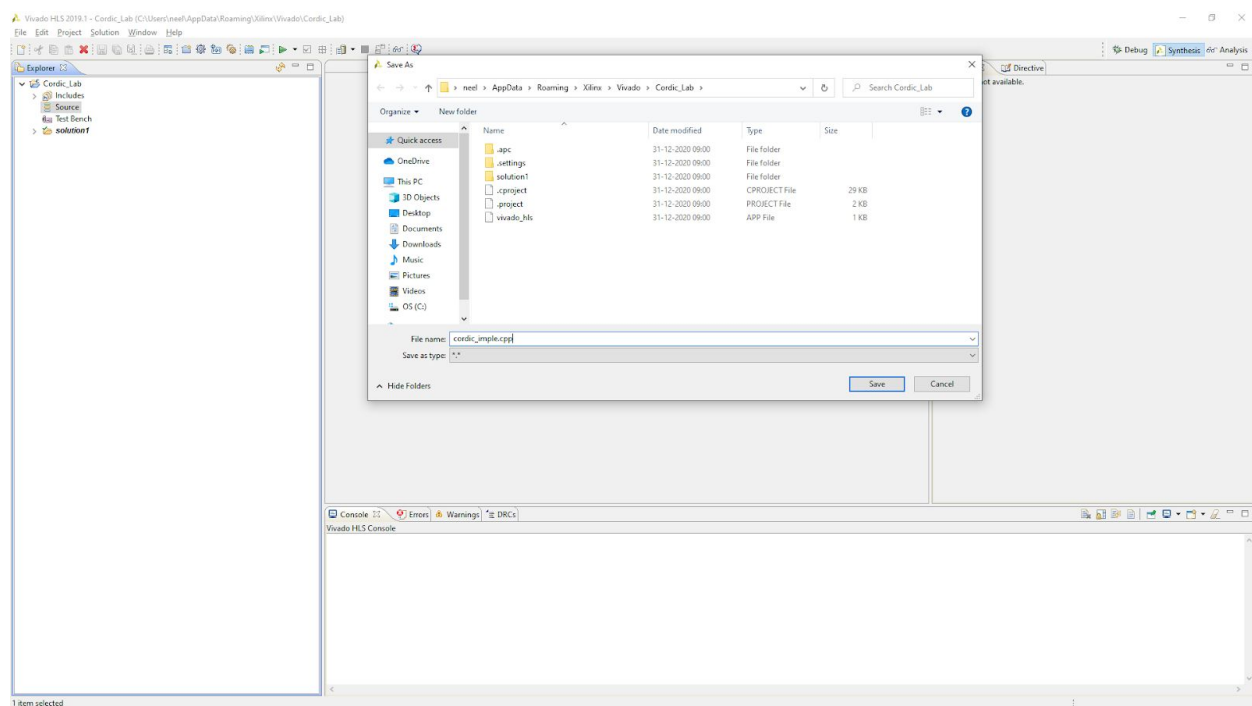 Vivado HLS 2019.1 - Cordic_Lab (C:\Users\neel\AppData\Roaming\Xilinx\Vivado\Cordic_Lab)
File Edit Project Solution Window Help
Debug Synthesis Analysis
Explorer
Cordic_Lab
Includes
Source
Test Bench
solution1
Save As
neel > AppData > Roaming > Xilinx > Vivado > Cordic_Lab >
Search Cordic_Lab
Organize New folder
Quick access
OneDrive
This PC
3D Objects
Desktop
Documents
Downloads
Music
Pictures
Videos
OS (C:)
Name Date modified Type Size
.apc 31-12-2020 09:00 File folder
.settings 31-12-2020 09:00 File folder
solution1 31-12-2020 09:00 File folder
.cproject 31-12-2020 09:00 CPROJECT File 29 KB
.project 31-12-2020 09:00 PROJECT File 2 KB
vivado_hls 31-12-2020 09:00 APP File 1 KB
File name: cordic_imple.cpp
Save as type: *.*
Hide Folders
Save Cancel
Directive
ot available.
Console Errors Warnings DRCs
Vivado HLS Console
1 item selected